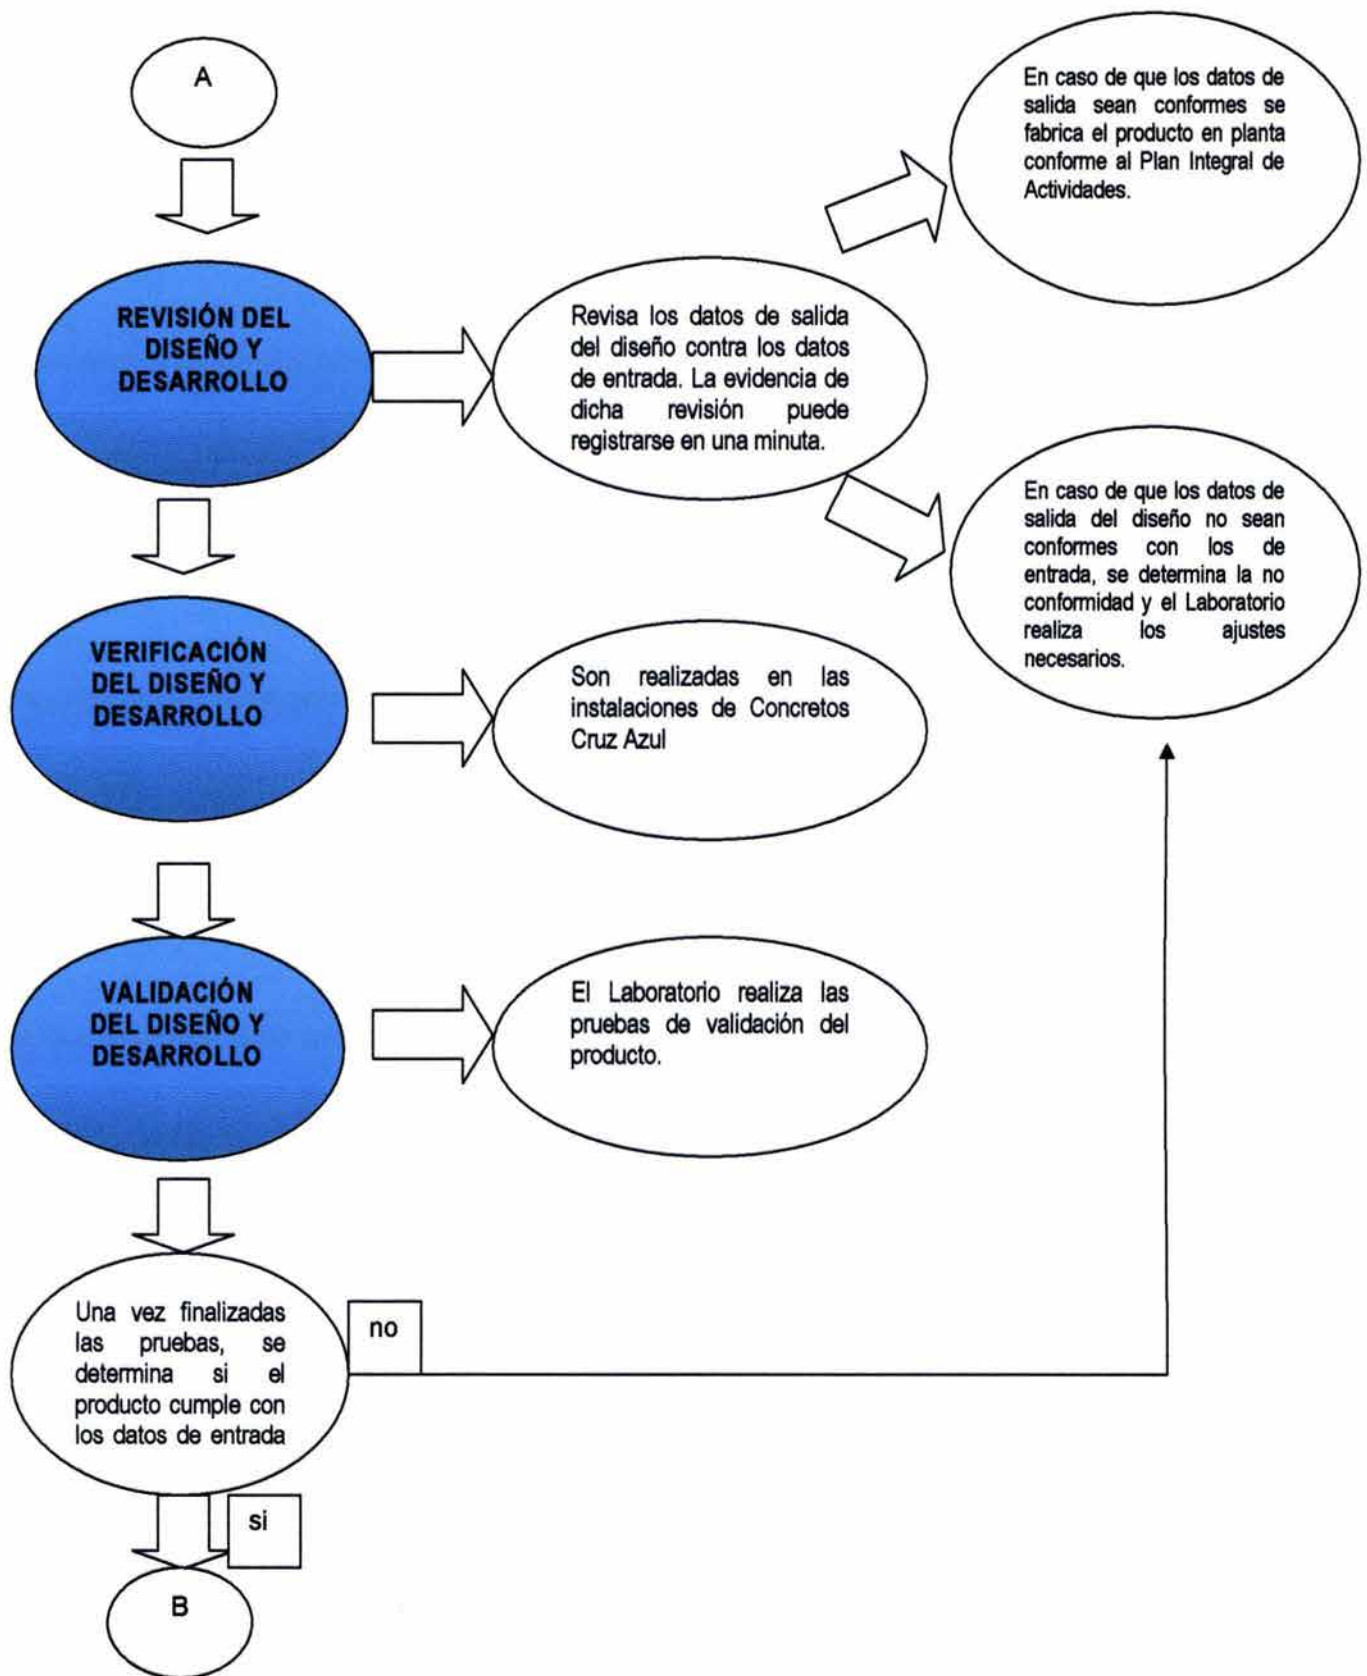 A
En caso de que los datos de
salida sean conformes se
fabrica el producto en planta
conforme al Plan Integral de
Actividades.
REVISIÓN DEL
DISEÑO Y
DESARROLLO
Revisa los datos de salida
del diseño contra los datos
de entrada. La evidencia de
dicha revisión puede
registrarse en una minuta.
En caso de que los datos de
salida del diseño no sean
conformes con los de
entrada, se determina la no
conformidad y el Laboratorio
realiza los ajustes
necesarios.
VERIFICACIÓN
DEL DISEÑO Y
DESARROLLO
Son realizadas en las
instalaciones de Concretos
Cruz Azul
VALIDACIÓN
DEL DISEÑO Y
DESARROLLO
El Laboratorio realiza las
pruebas de validación del
producto.
Una vez finalizadas
las pruebas, se
determina si el
producto cumple con
los datos de entrada
no
si
B